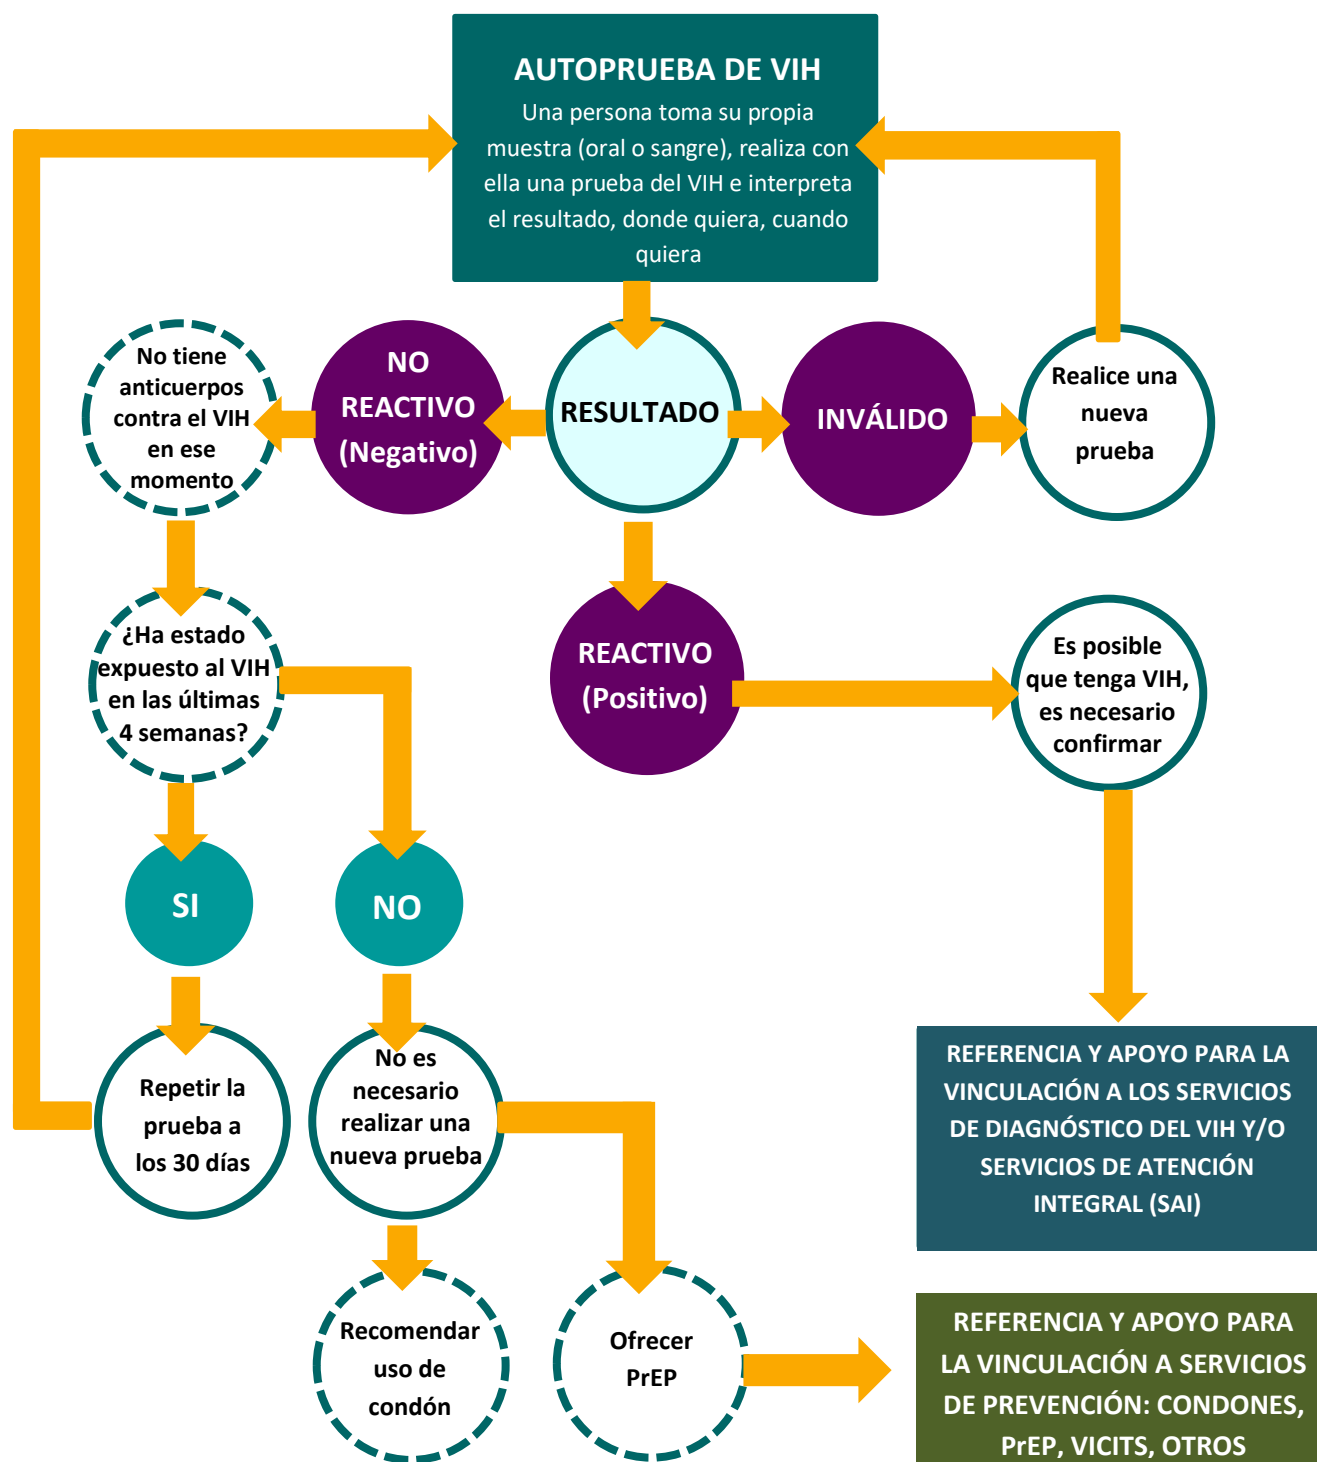 AUTOPRUEBA DE VIH
Una persona toma su propia
muestra (oral o sangre), realiza con
ella una prueba del VIH e interpreta
el resultado, donde quiera, cuando
quiera
No tiene
anticuerpos
contra el VIH
en ese
momento
NO
REACTIVO
(Negativo)
RESULTADO
INVÁLIDO
Realice una
nueva
prueba
¿Ha estado
expuesto al VIH
en las últimas
4 semanas?
REACTIVO
(Positivo)
Es posible
que tenga VIH,
es necesario
confirmar
SI
NO
Repetir la
prueba a
los 30 días
No es
necesario
realizar una
nueva prueba
REFERENCIA Y APOYO PARA LA
VINCULACIÓN A LOS SERVICIOS
DE DIAGNÓSTICO DEL VIH Y/O
SERVICIOS DE ATENCIÓN
INTEGRAL (SAI)
Recomendar
uso de
condón
Ofrecer
PrEP
REFERENCIA Y APOYO PARA
LA VINCULACIÓN A SERVICIOS
DE PREVENCIÓN: CONDONES,
PrEP, VICITS, OTROS